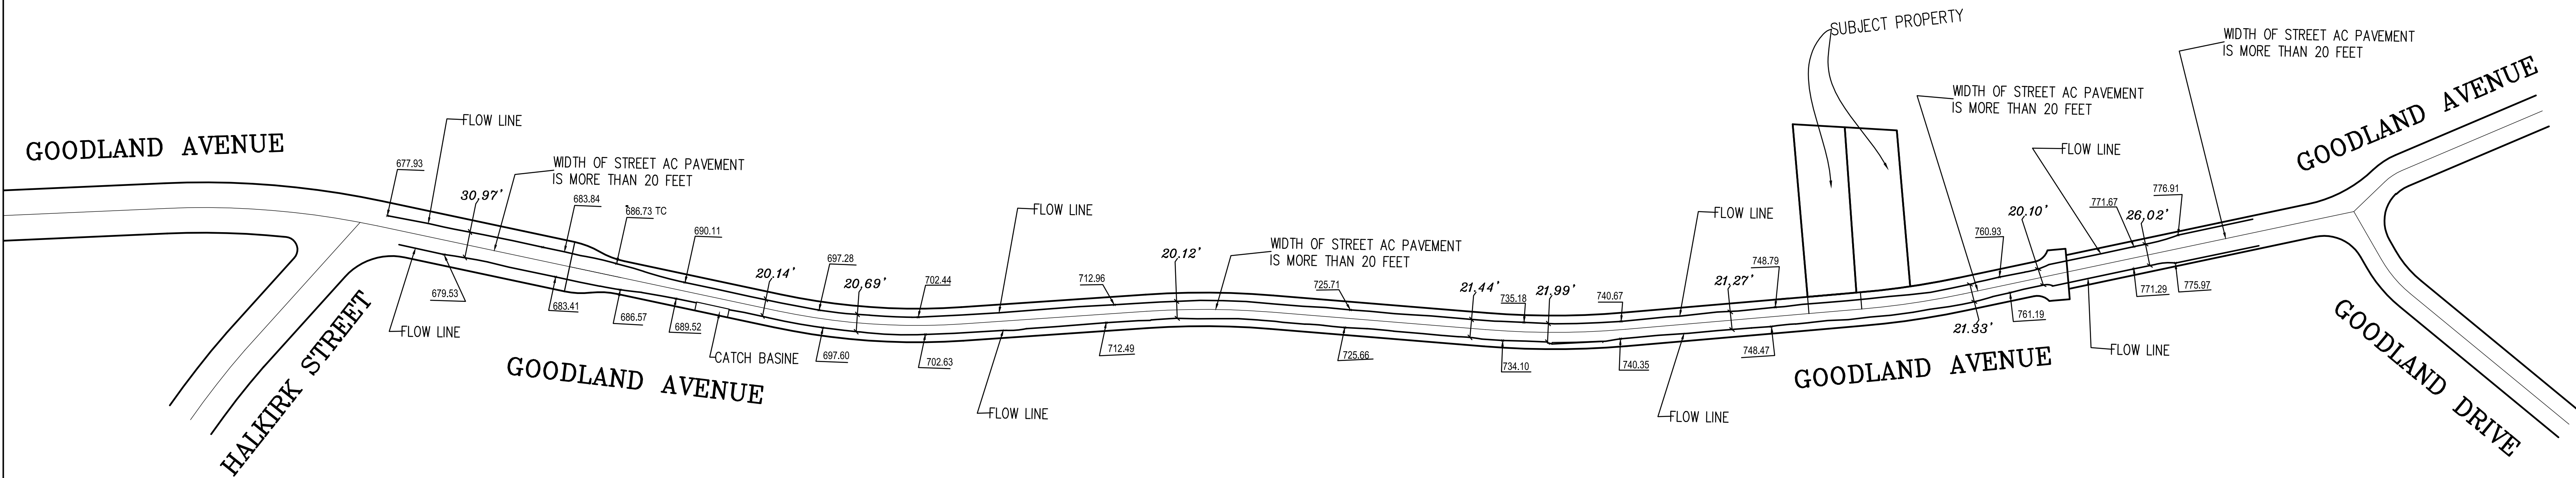 SUBJECT PROPERTY
WIDTH OF STREET AC PAVEMENT
IS MORE THAN 20 FEET
GOODLAND AVENUE
WIDTH OF STREET AC PAVEMENT
IS MORE THAN 20 FEET
FLOW LINE
GOODLAND AVENUE
FLOW LINE
677.93
WIDTH OF STREET AC PAVEMENT
IS MORE THAN 20 FEET
30.97'
683.84
686.73 TC
690.11
FLOW LINE
FLOW LINE
776.91
771.67
26.02'
20.10'
760.93
WIDTH OF STREET AC PAVEMENT
IS MORE THAN 20 FEET
20.12'
697.28
748.79
20.14'
20.69'
702.44
712.96
725.71
21.44'
735.18
21.99'
740.67
21.27'
679.53
683.41
686.57
689.52
FLOW LINE
CATCH BASINE
697.60
702.63
712.49
725.66
734.10
740.35
748.47
21.33'
761.19
771.29
775.97
FLOW LINE
HALKIRK STREET
GOODLAND AVENUE
FLOW LINE
FLOW LINE
GOODLAND AVENUE
GOODLAND DRIVE